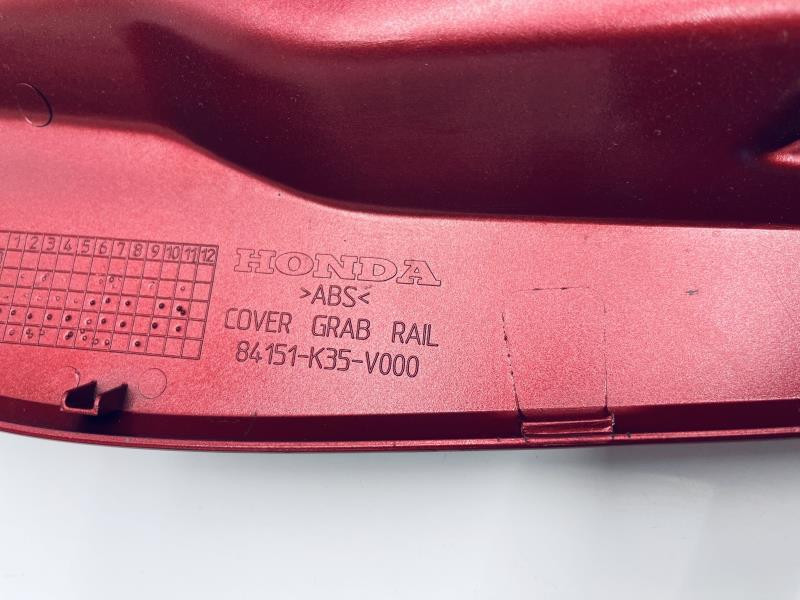 1 2 3 4 5 6 7 8 9 10 11 12
HONDA
>ABS<
COVER GRAB RAIL
84151-K35-V000